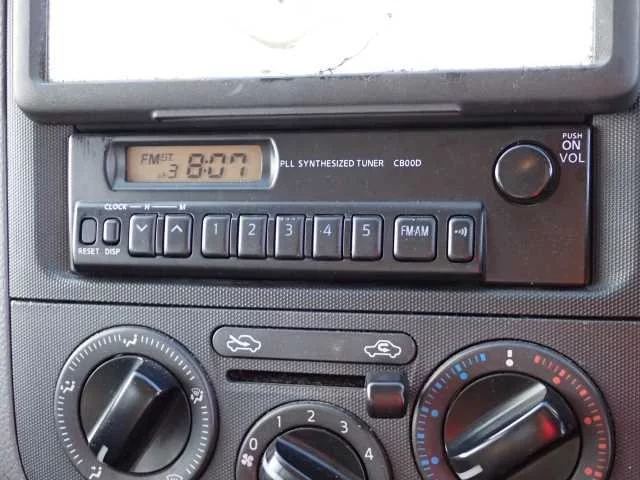 PUSH
ON
VOL
FM ST
8:07
ch 3
PLL SYNTHESIZED TUNER CB00D
CLOCK H M
1 2 3 4 5 FM·AM
RESET DISP
0 1 2 3 4